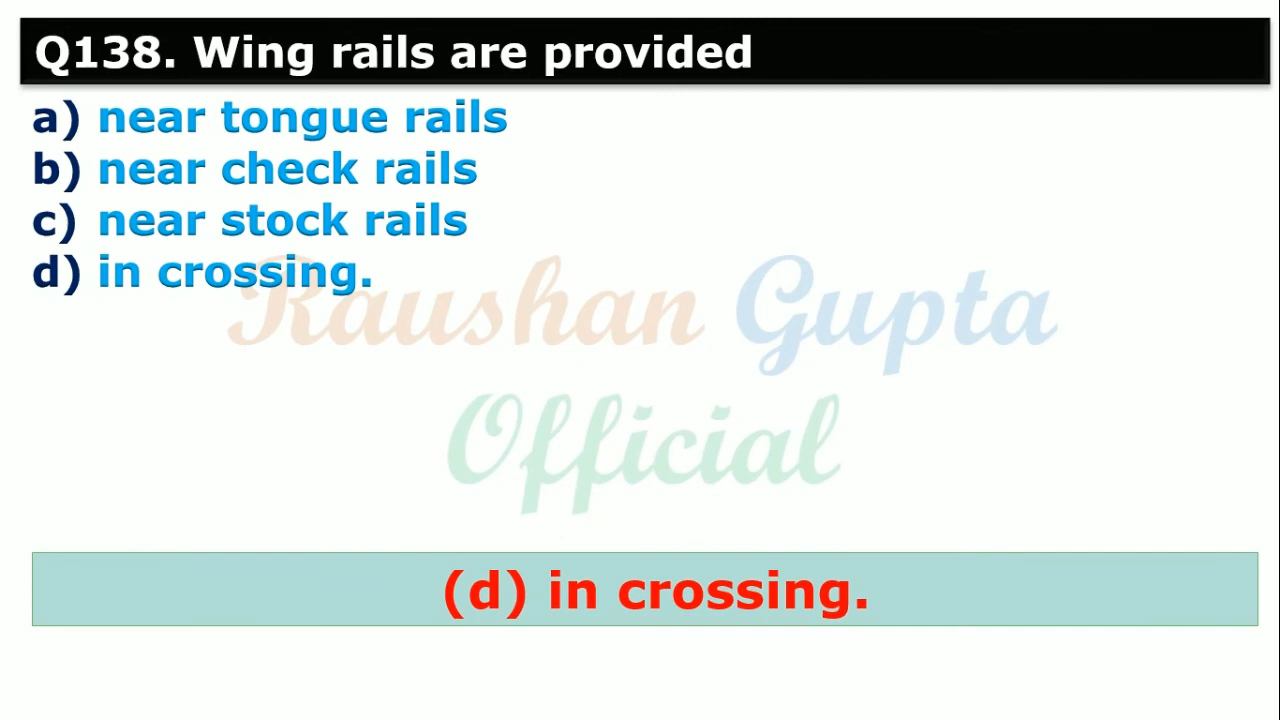 Q138. Wing rails are provided
a) near tongue rails
b) near check rails
c) near stock rails
d) in crossing.
Raushan Gupta
Official
(d) in crossing.